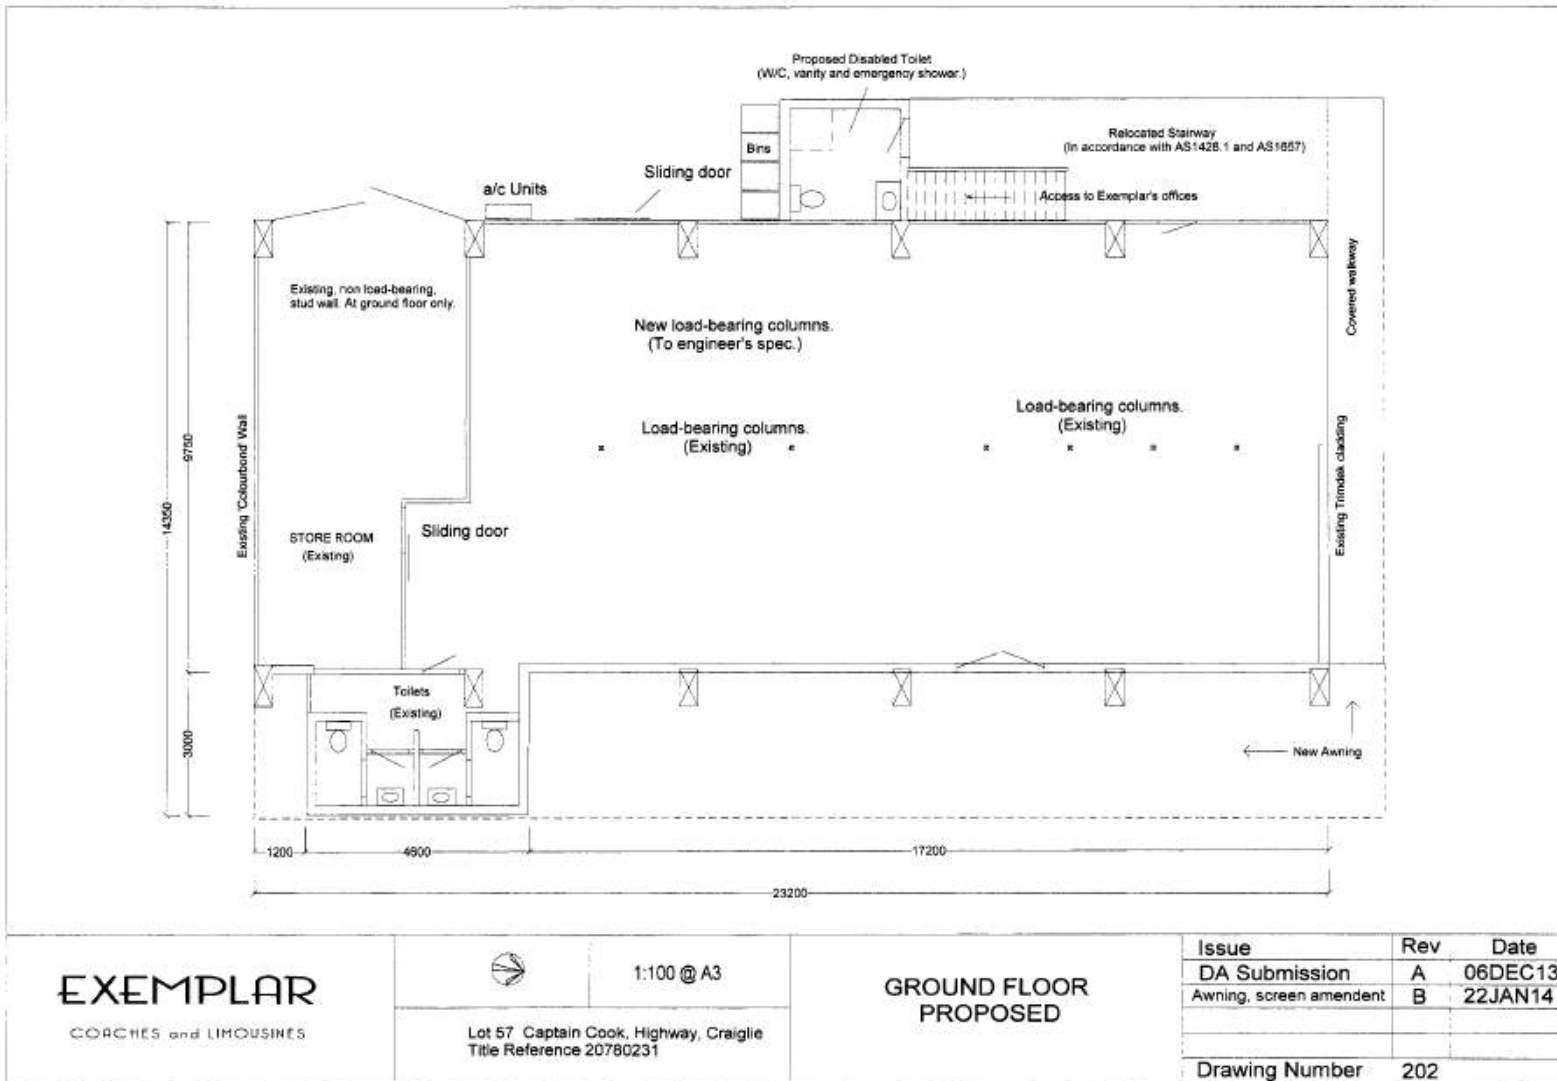 Proposed Disabled Toilet
(W/C, vanity and emergency shower.)
Bins
Relocated Stairway
(In accordance with AS1428.1 and AS1657)
Sliding door
a/c Units
Access to Exemplar's offices
Existing, non load-bearing,
stud wall. At ground floor only.
New load-bearing columns.
(To engineer's spec.)
Covered walkway
Load-bearing columns.
(Existing)
Load-bearing columns.
(Existing)
Existing 'Colourbond' Wall
9750
14350
Existing Trimdek cladding
STORE ROOM
(Existing)
Sliding door
Toilets
(Existing)
3000
New Awning
1200
4800
17200
23200
EXEMPLAR
COACHES and LIMOUSINES
1:100 @ A3
Lot 57 Captain Cook, Highway, Craiglie
Title Reference 20780231
GROUND FLOOR
PROPOSED
Issue Rev Date
DA Submission A 06DEC13
Awning, screen amendent B 22JAN14
Drawing Number 202